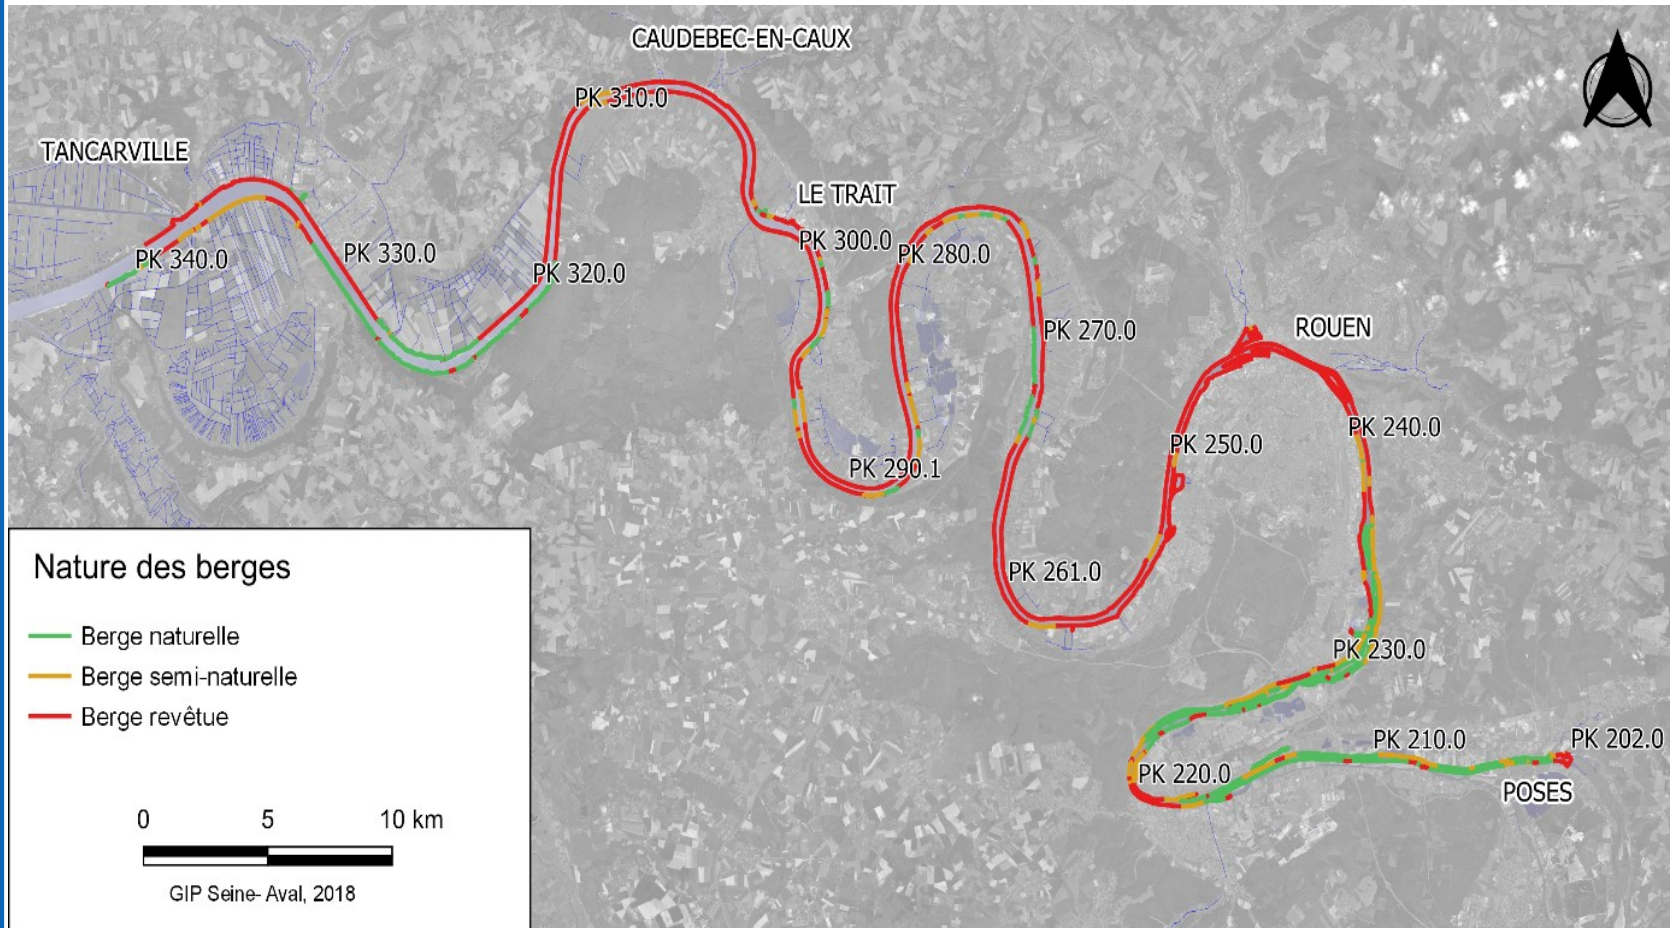 CAUDEBEC-EN-CAUX
PK 310.0
TANCARVILLE
LE TRAIT
PK 340.0
PK 330.0
PK 320.0
PK 300.0
PK 280.0
PK 270.0
ROUEN
PK 240.0
PK 250.0
PK 290.1
PK 261.0
PK 230.0
PK 220.0
PK 210.0
PK 202.0
POSES
Nature des berges
Berge naturelle
Berge semi-naturelle
Berge revêtue
0 5 10 km
GIP Seine- Aval, 2018